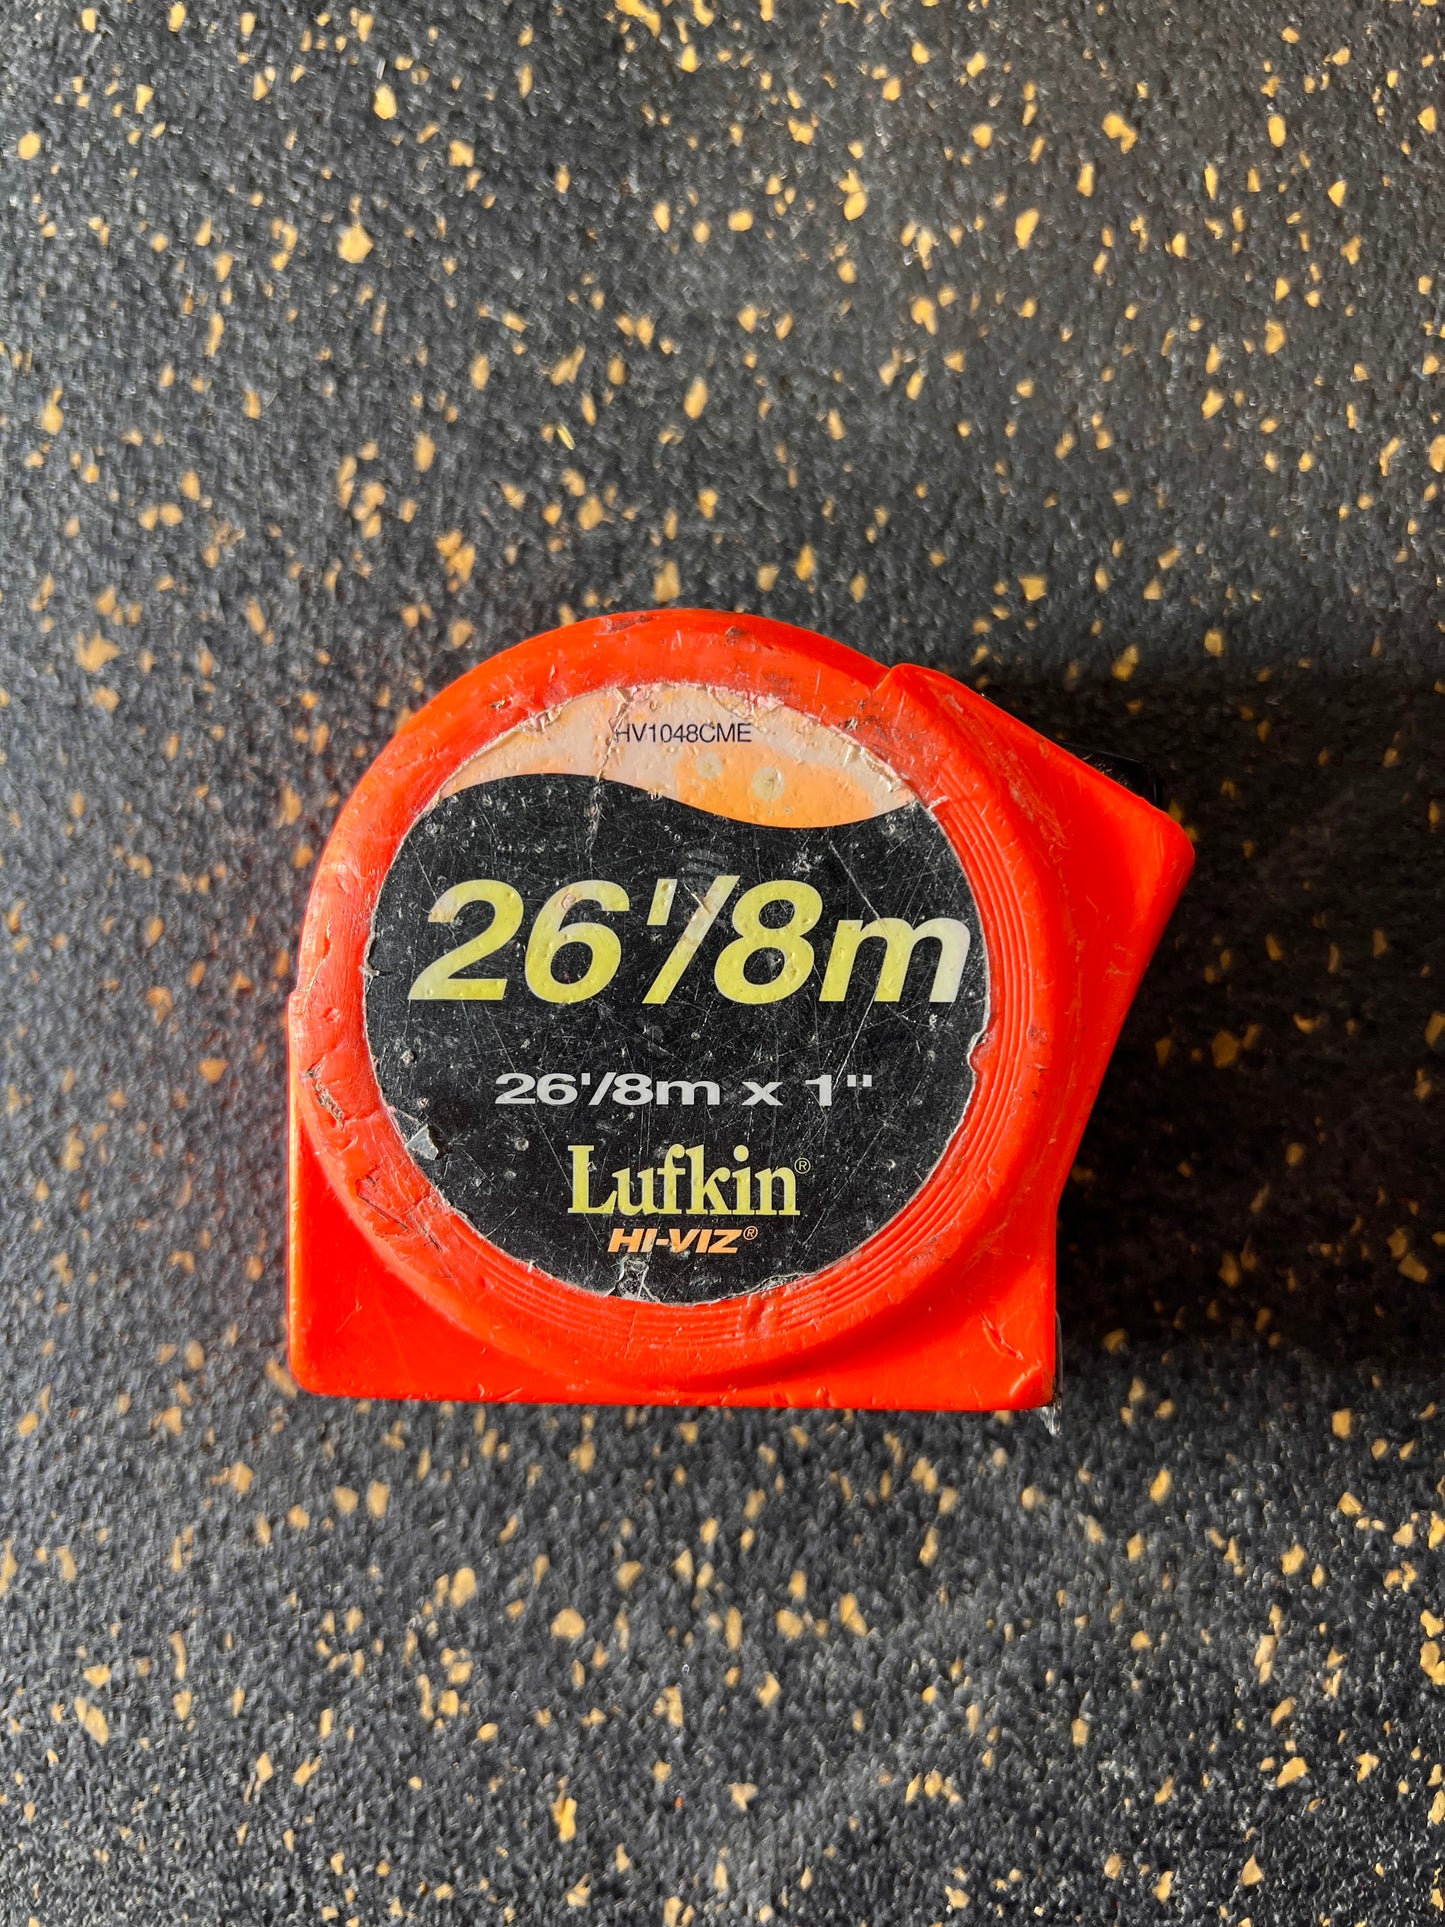 HV1048CME
26'/8m
26'/8m x 1"
Lufkin®
HI-VIZ®